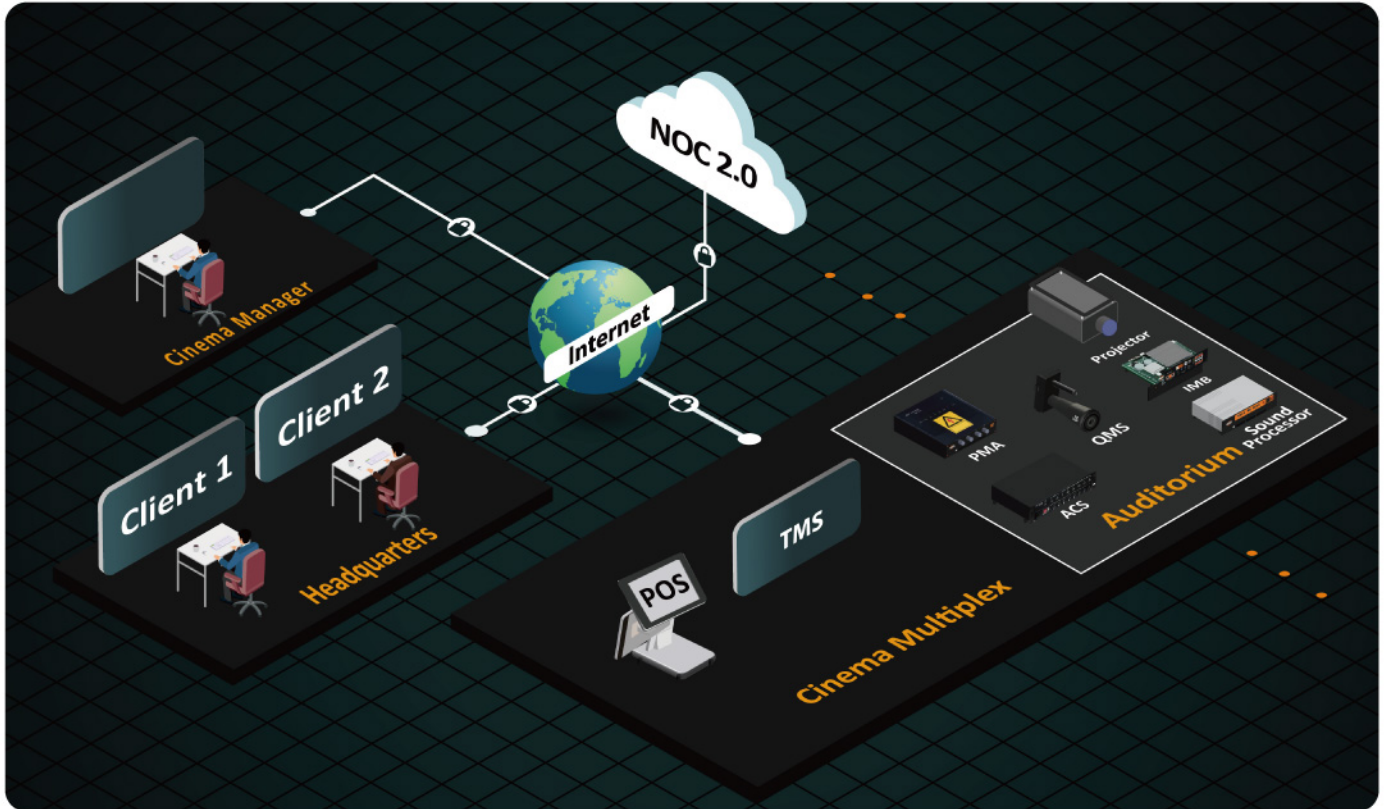 NOC 2.0
Internet
Cinema Manager
Client 2
Client 1
Headquarters
Projector
IMB
Sound
Processor
QMS
PMA
ACS
Auditorium
TMS
POS
Cinema Multiplex